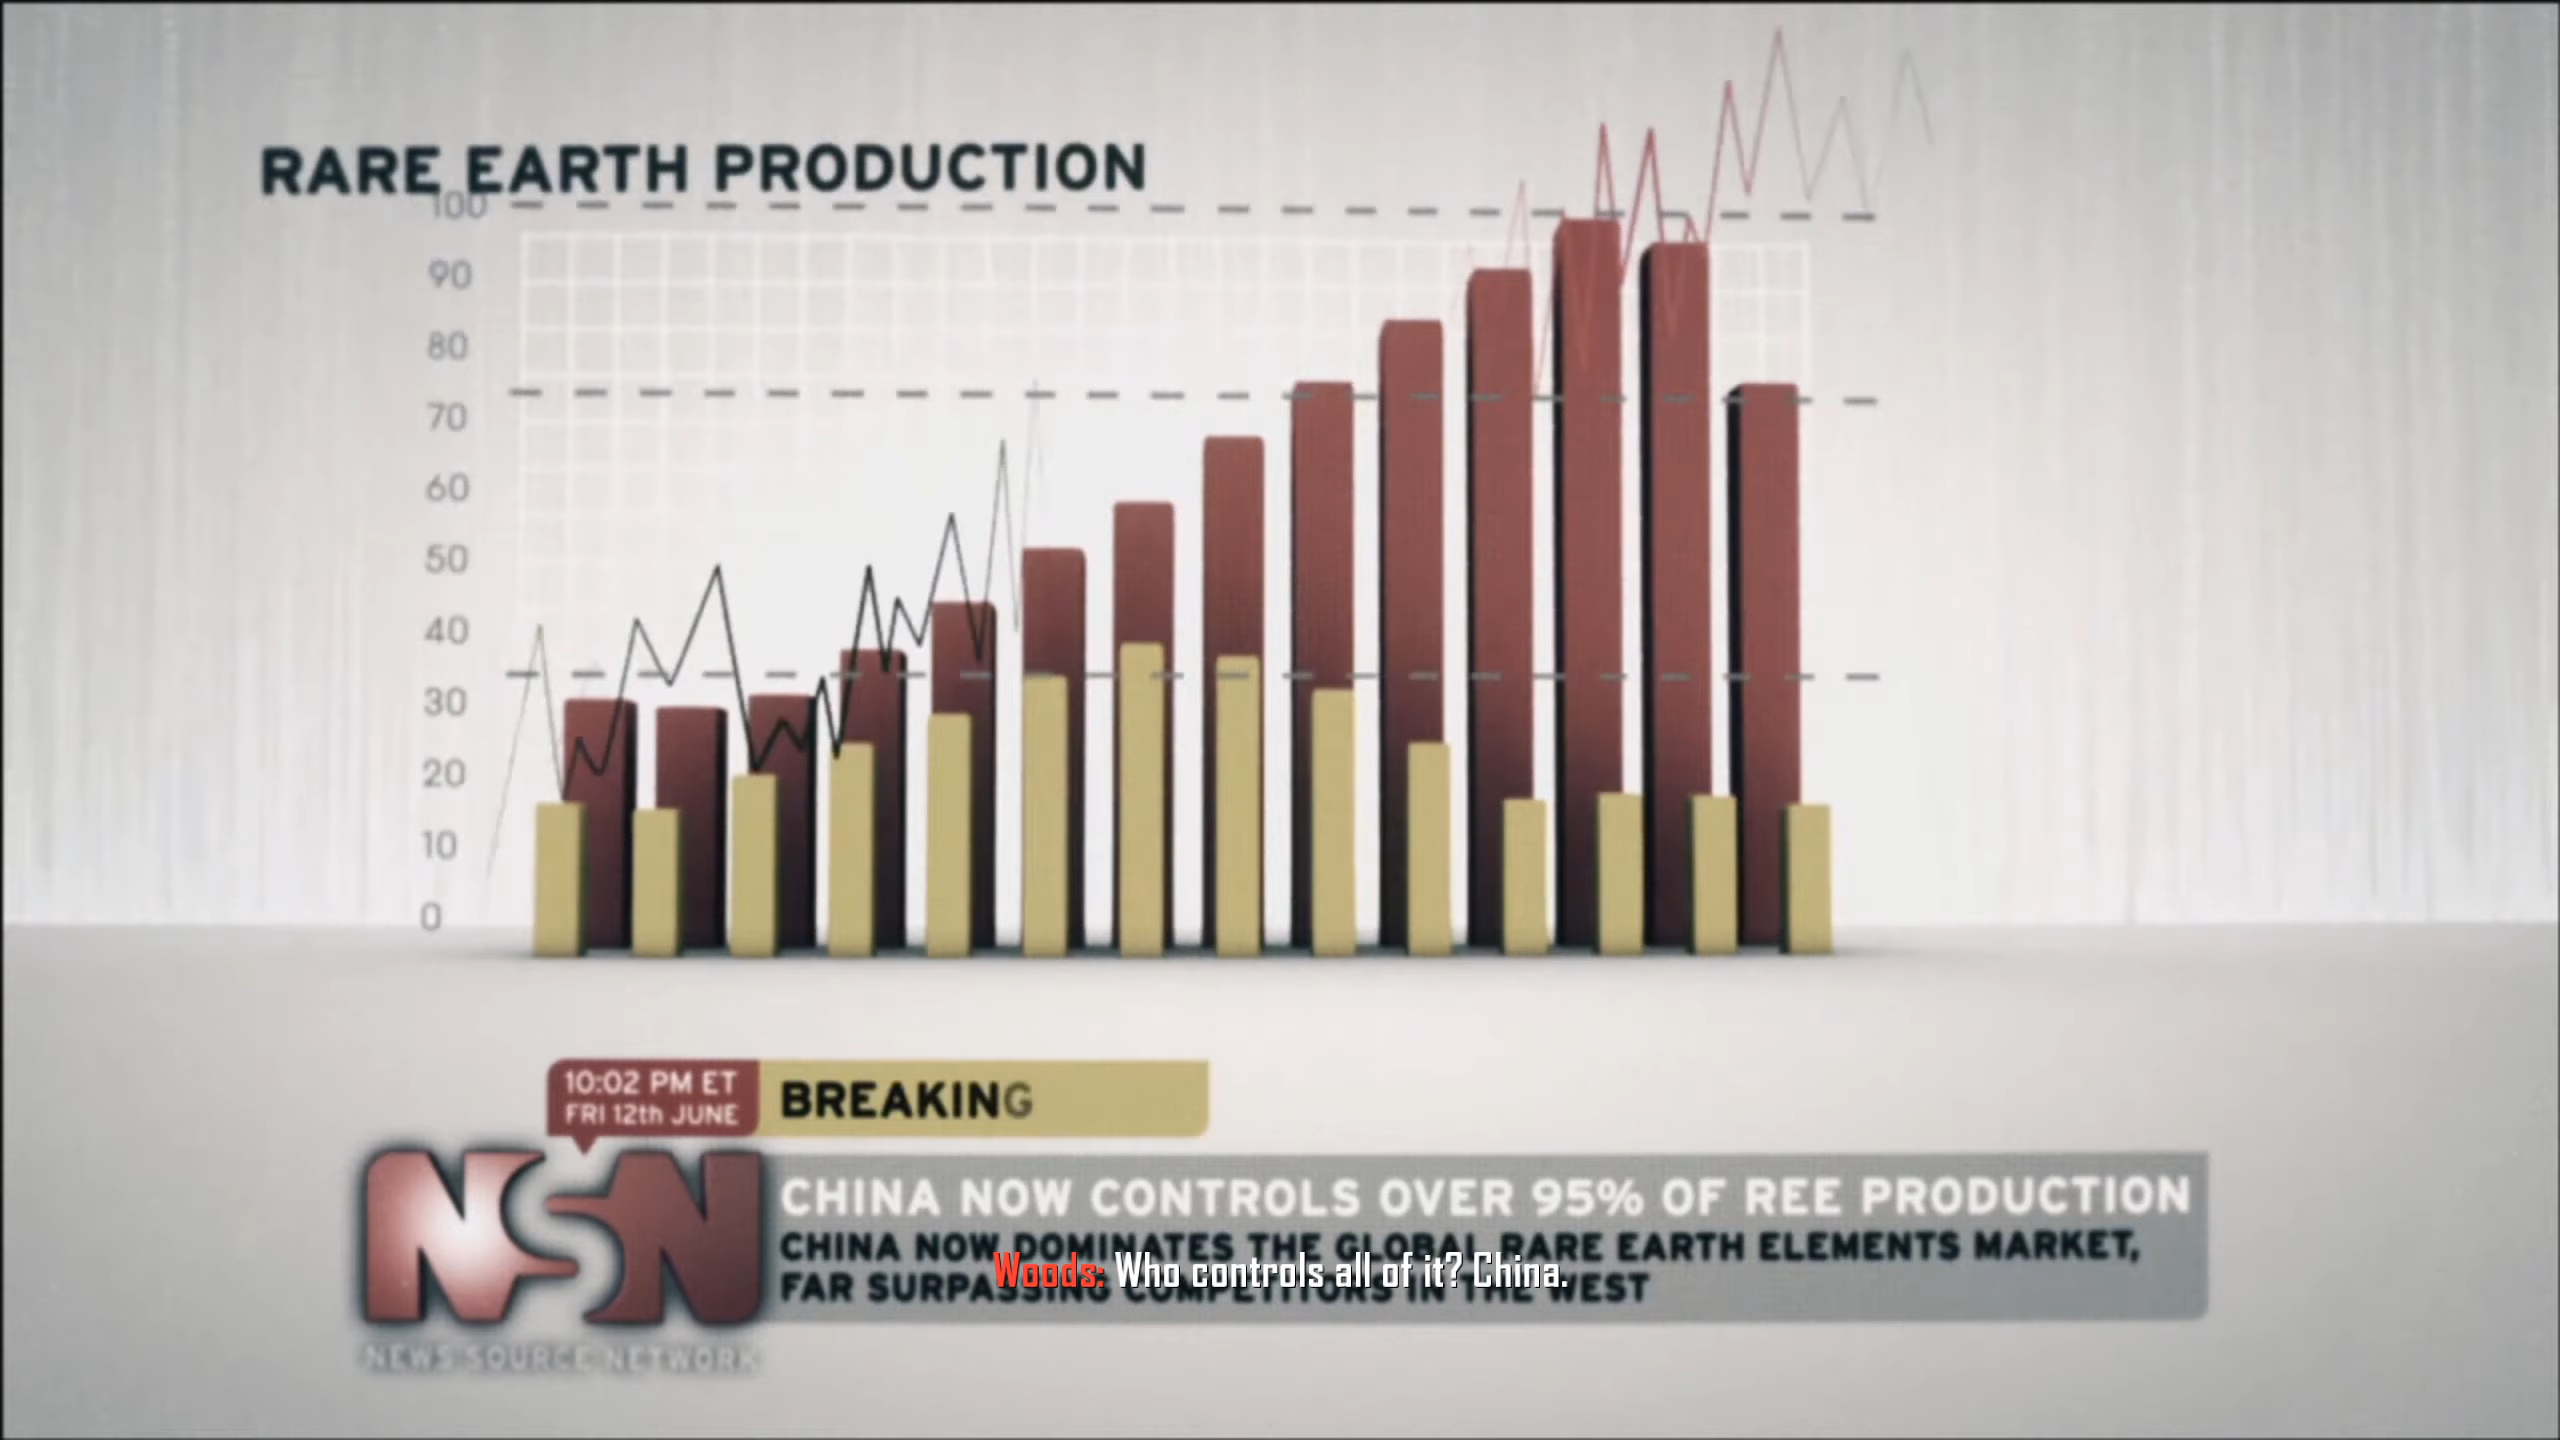 RARE EARTH PRODUCTION
100
90
80
70
60
50
40
30
20
10
0
10:02 PM ET
FRI 12th JUNE
BREAKING
NSN
CHINA NOW CONTROLS OVER 95% OF REE PRODUCTION
CHINA NOW DOMINATES THE GLOBAL RARE EARTH ELEMENTS MARKET,
Woods: Who controls all of it? China.
FAR SURPASSING COMPETITORS IN THE WEST
NEWS SOURCE NETWORK